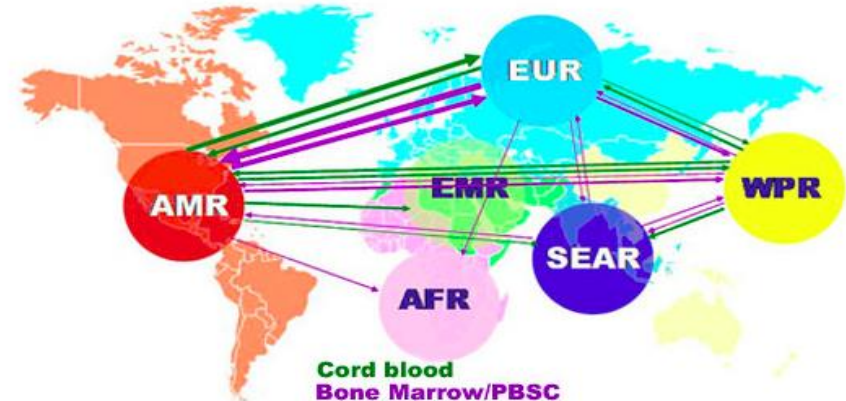 EUR
EMR
WPR
AMR
SEAR
AFR
Cord blood
Bone Marrow/PBSC